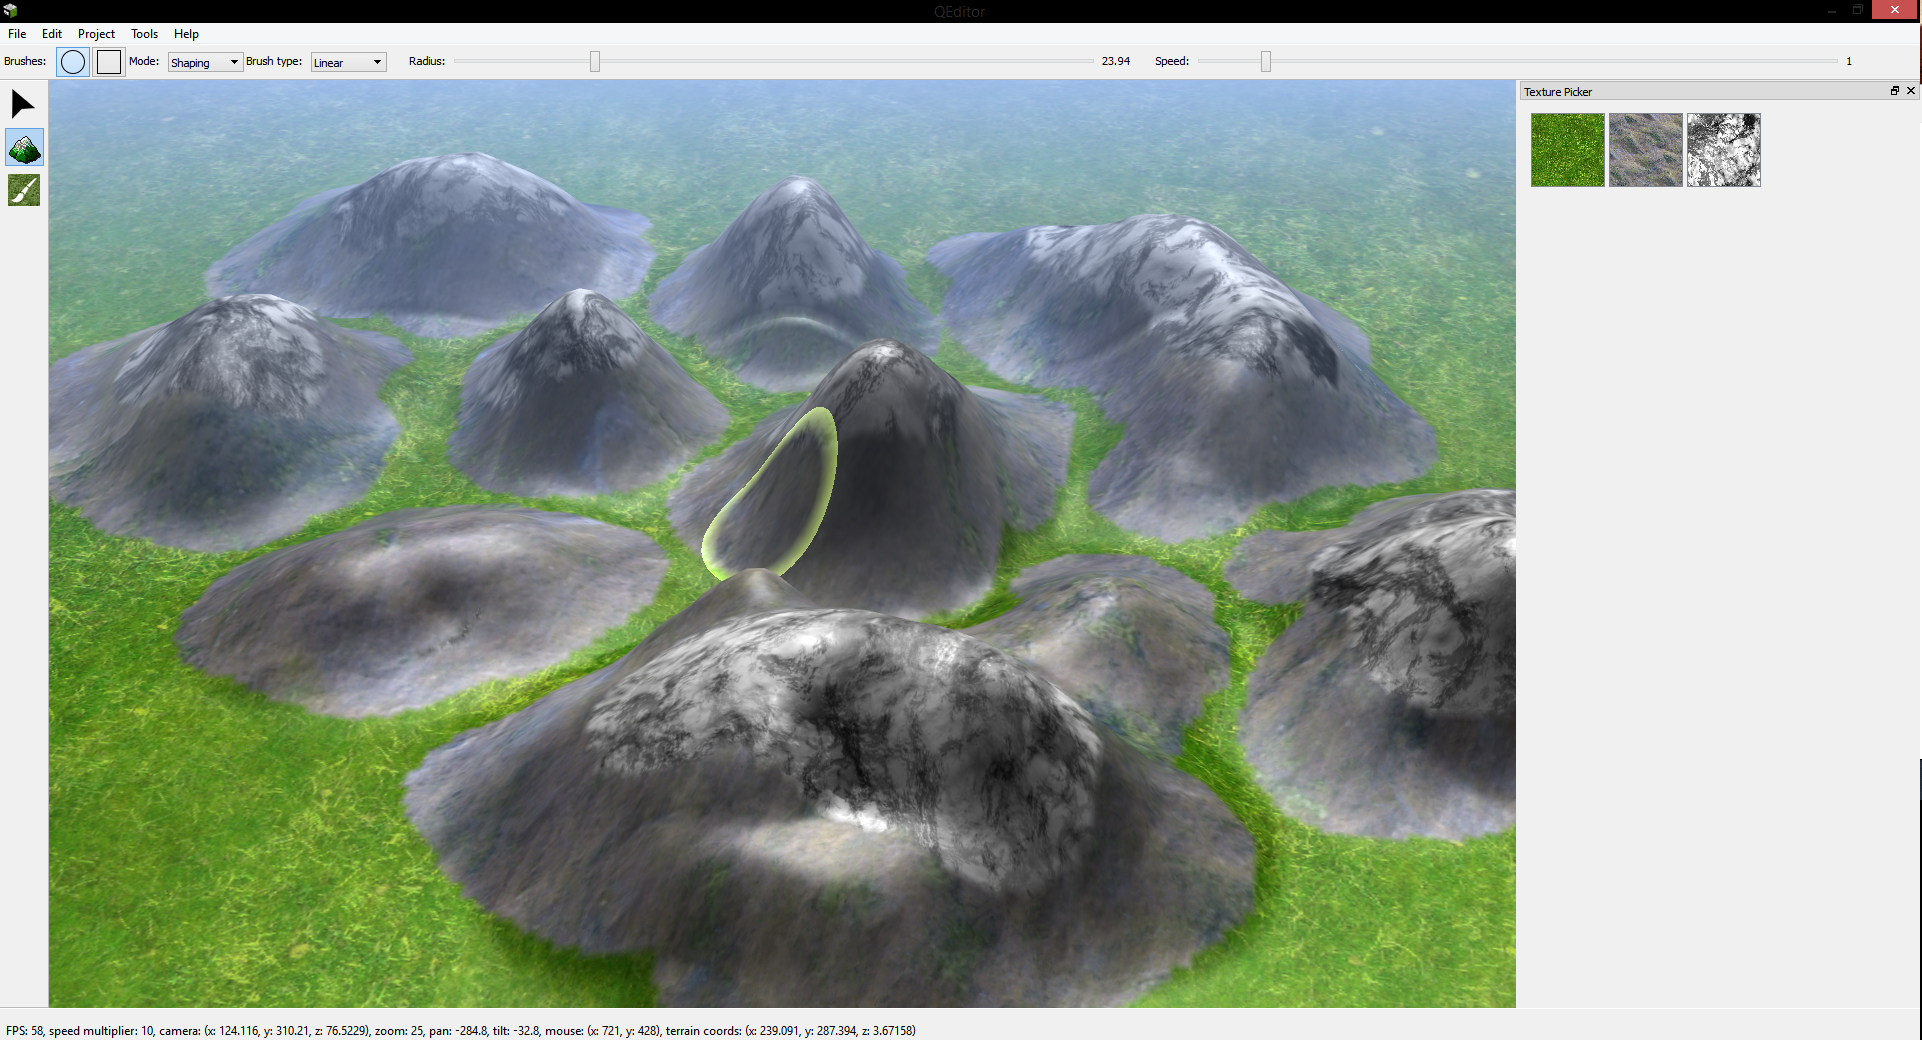 QEditor
File Edit Project Tools Help
Brushes: Mode: Shaping Brush type: Linear Radius: 23.94 Speed: 1
Texture Picker
FPS: 58, speed multiplier: 10, camera: (x: 124.116, y: 310.21, z: 76.5229), zoom: 25, pan: -284.8, tilt: -32.8, mouse: (x: 721, y: 428), terrain coords: (x: 239.091, y: 287.394, z: 3.67158)